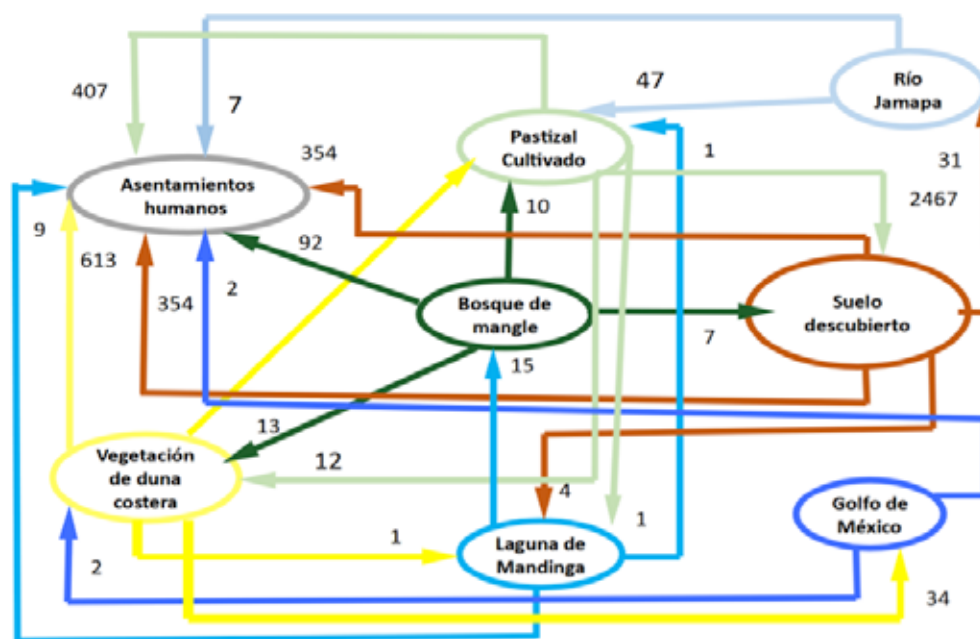 47
Río
Jamapa
407
7
Pastizal
Cultivado
354
1
31
Asentamientos
humanos
10
2467
9
92
613
354
2
Bosque de
mangle
Suelo
descubierto
7
15
13
12
Vegetación
de duna
costera
4
Golfo de
México
1
1
Laguna de
Mandinga
2
34